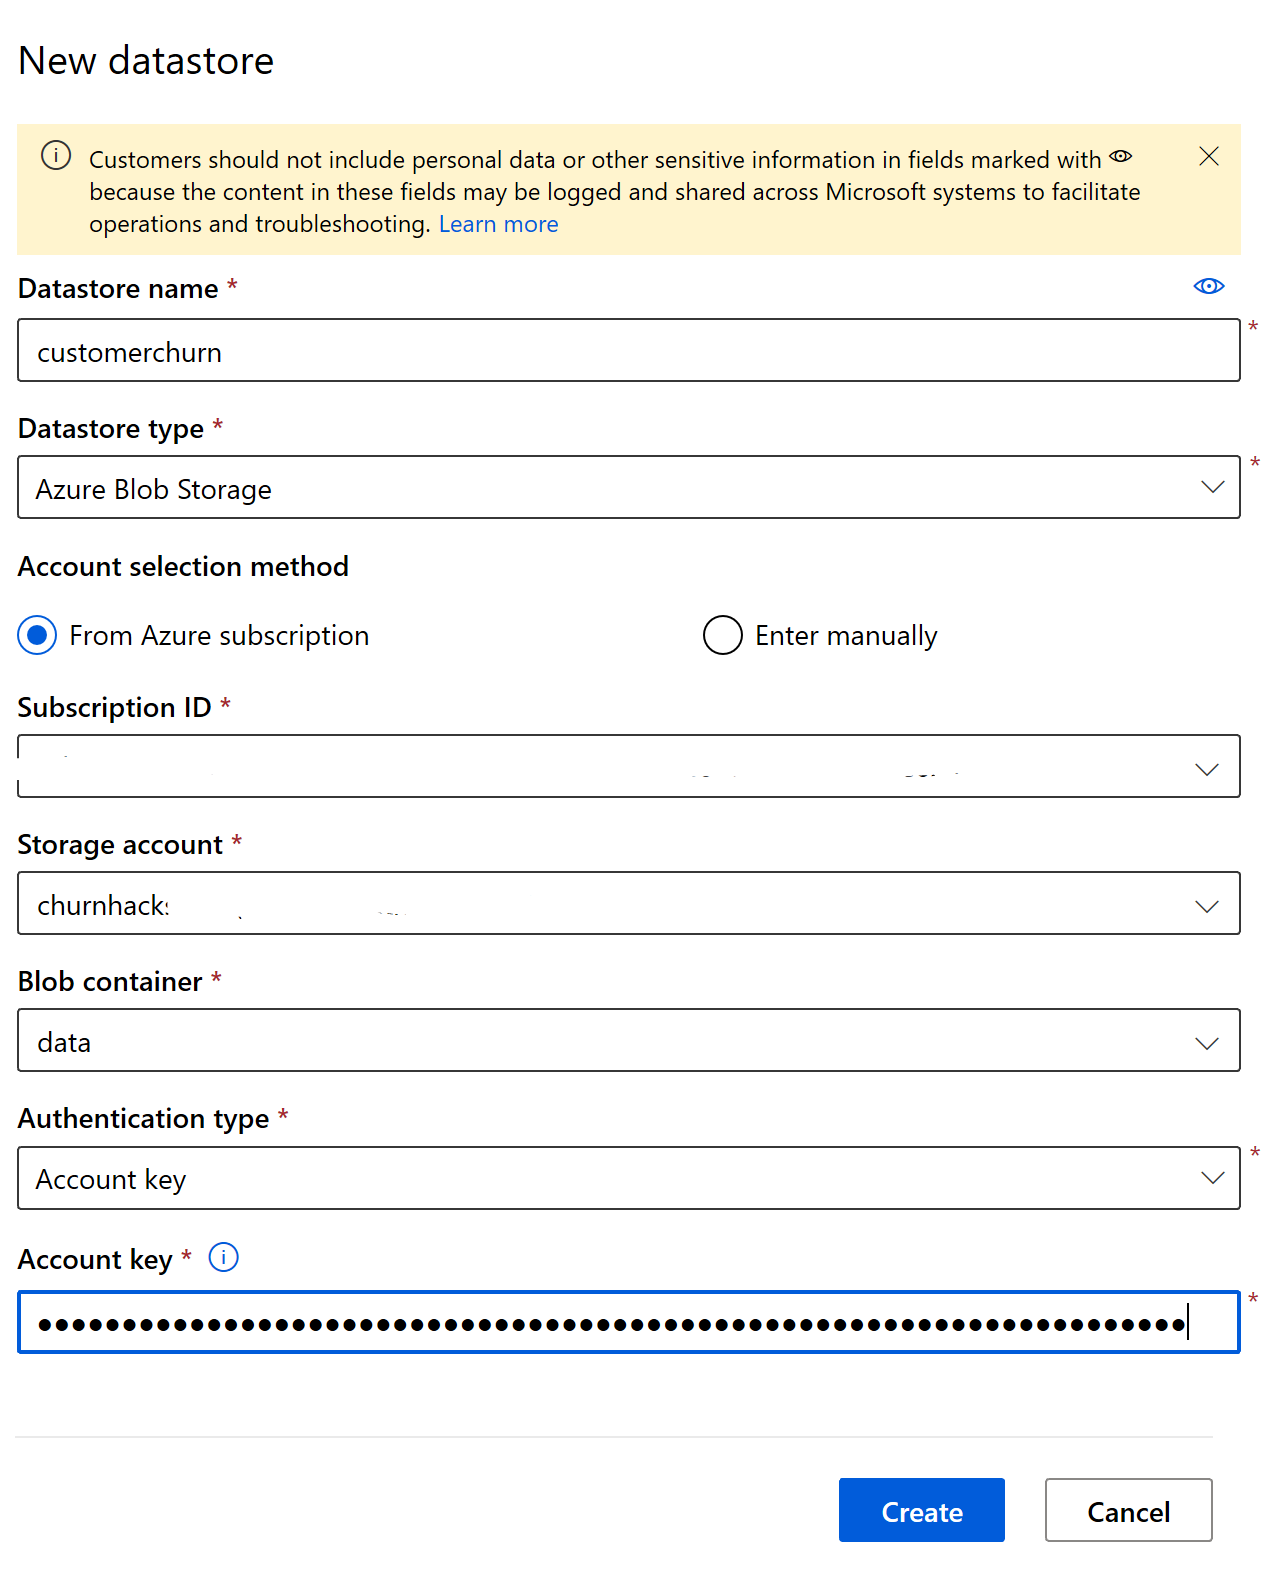 New datastore
Customers should not include personal data or other sensitive information in fields marked with
because the content in these fields may be logged and shared across Microsoft systems to facilitate
operations and troubleshooting. Learn more
Datastore name *
customerchurn
*
Datastore type *
Azure Blob Storage
*
Account selection method
From Azure subscription
Enter manually
Subscription ID *
Storage account *
churnhack
Blob container *
data
Authentication type *
Account key
*
Account key *
*
Create
Cancel